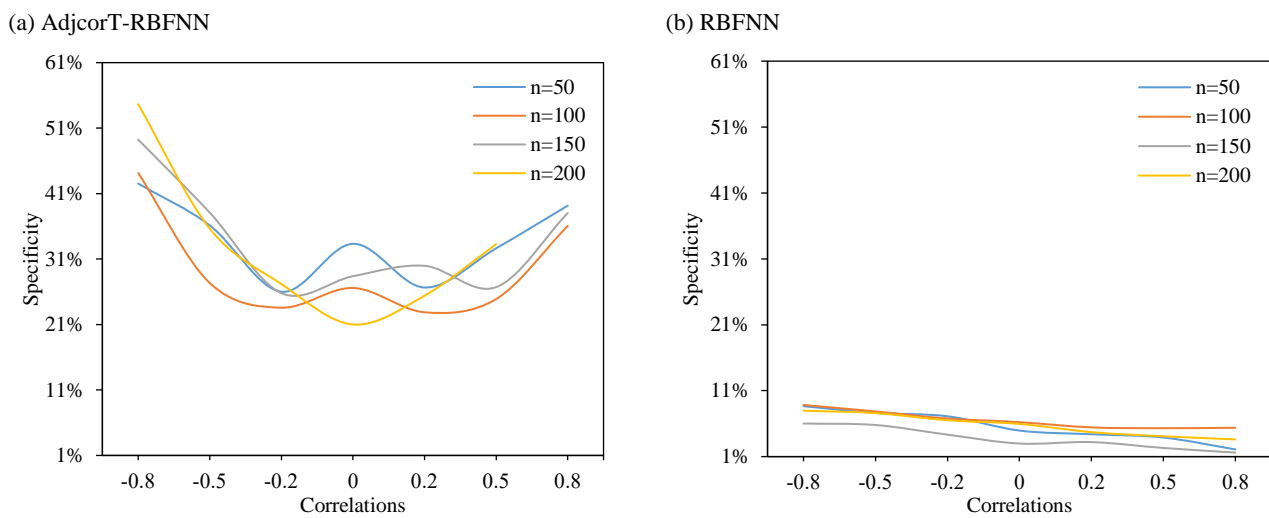 (a) AdjcorT-RBFNN
61%
51%
41%
31%
21%
11%
1%
Specificity
-0.8 -0.5 -0.2 0 0.2 0.5 0.8
Correlations
n=50
n=100
n=150
n=200
(b) RBFNN
61%
51%
41%
31%
21%
11%
1%
Specificity
-0.8 -0.5 -0.2 0 0.2 0.5 0.8
Correlations
n=50
n=100
n=150
n=200